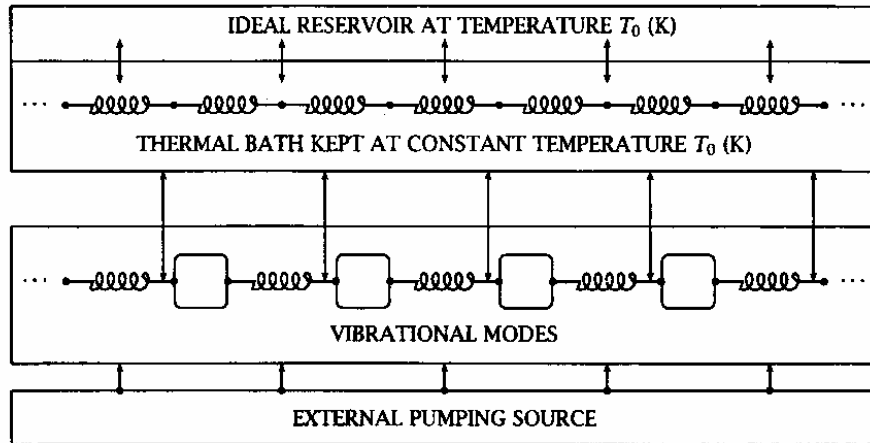 IDEAL RESERVOIR AT TEMPERATURE T₀ (K)
... ...
THERMAL BATH KEPT AT CONSTANT TEMPERATURE T₀ (K)
... ...
VIBRATIONAL MODES
EXTERNAL PUMPING SOURCE